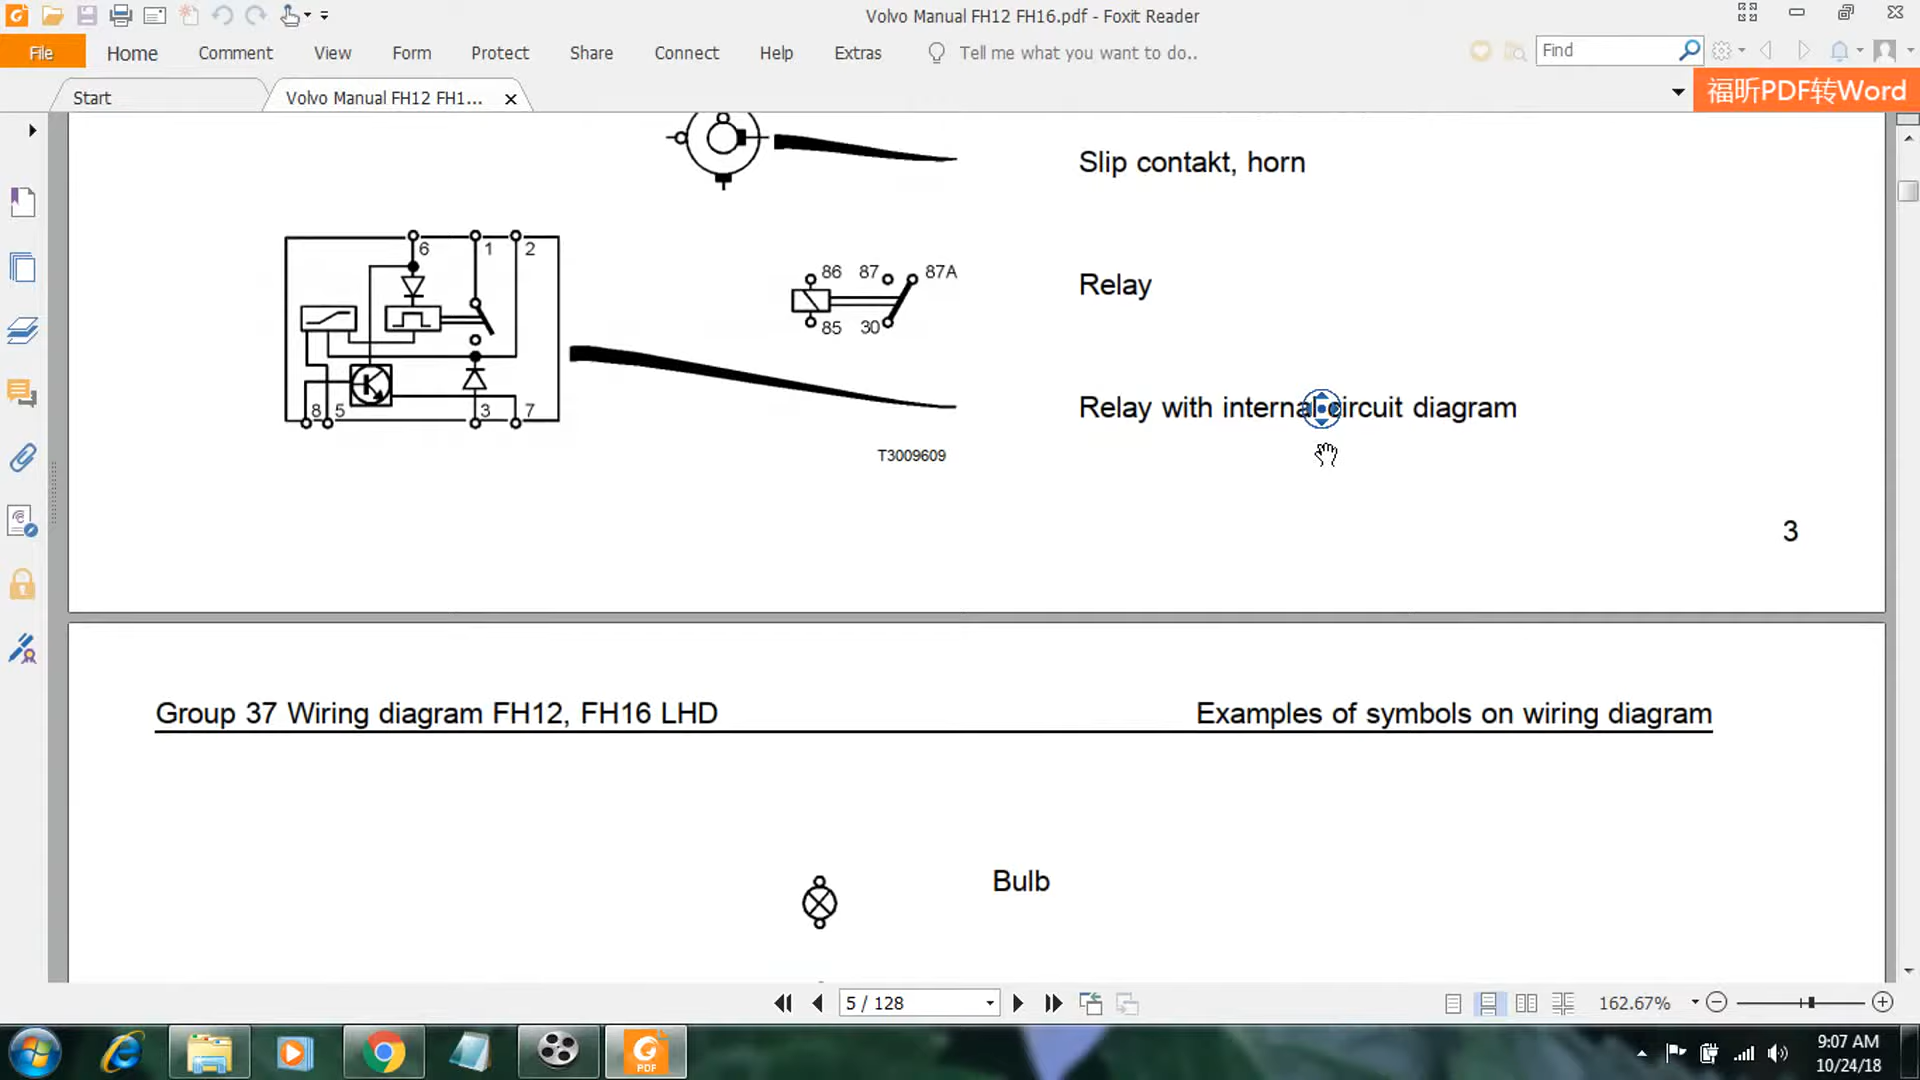 Volvo Manual FH12 FH16.pdf - Foxit Reader
File Home Comment View Form Protect Share Connect Help Extras Tell me what you want to do.. Find
Start Volvo Manual FH12 FH1... 福昕PDF转Word
Slip contakt, horn
6 1 2
86 87 87A
Relay
85 30
8 5 3 7
Relay with internal circuit diagram
T3009609
3
Group 37 Wiring diagram FH12, FH16 LHD Examples of symbols on wiring diagram
Bulb
5 / 128 162.67%
PDF
9:07 AM
10/24/18